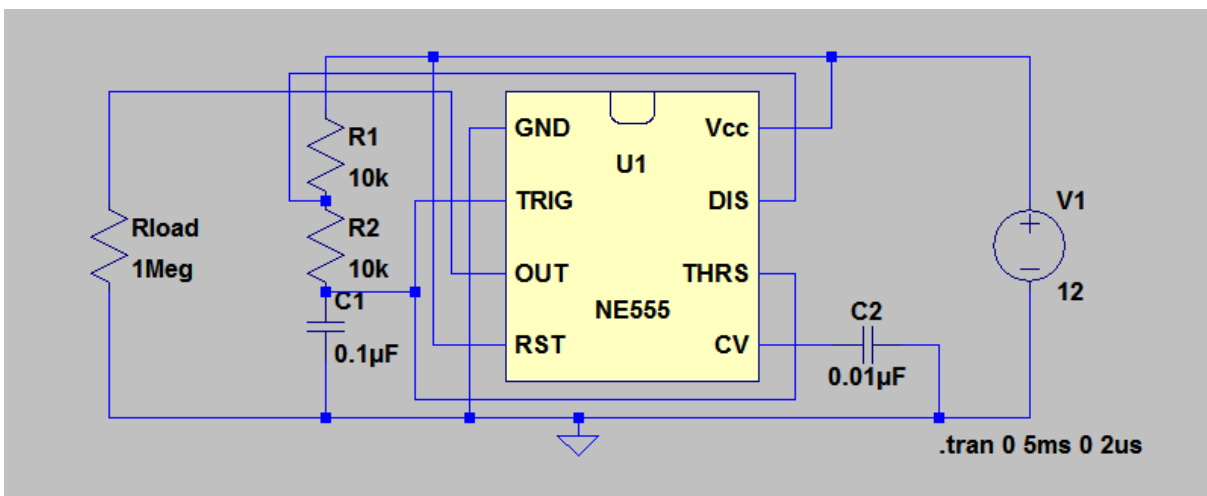 GND
Vcc
R1
U1
10k
TRIG
DIS
V1
Rload
R2
1Meg
10k
OUT
THRS
C1
NE555
12
C2
0.1µF
RST
CV
0.01µF
.tran 0 5ms 0 2us